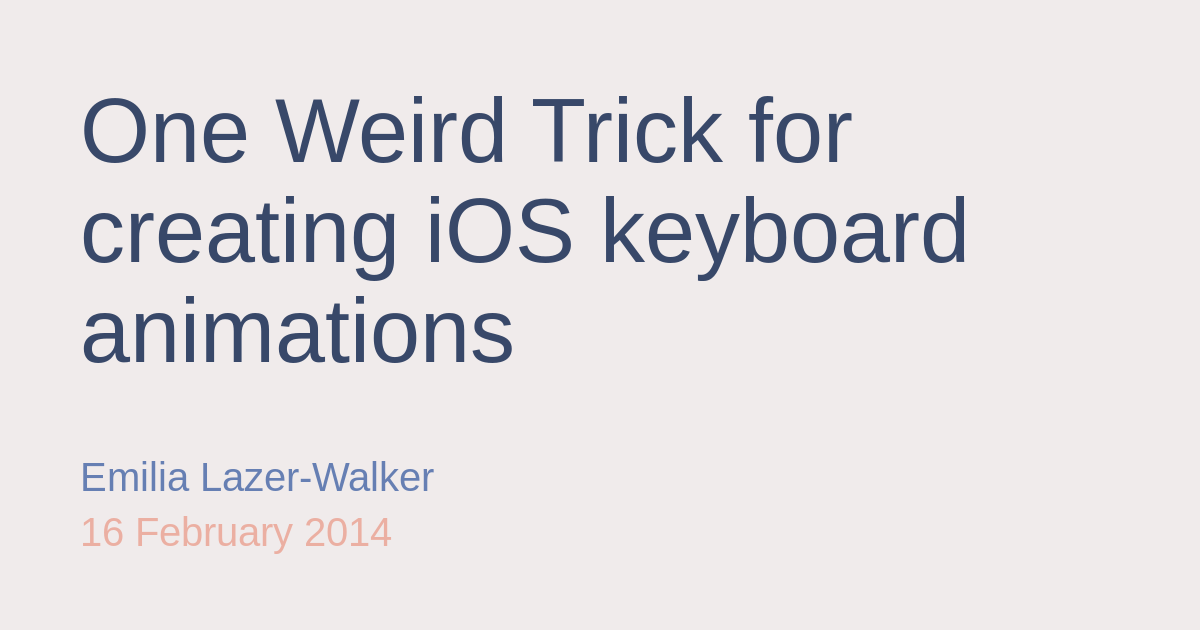 One Weird Trick for
creating iOS keyboard
animations
Emilia Lazer-Walker
16 February 2014